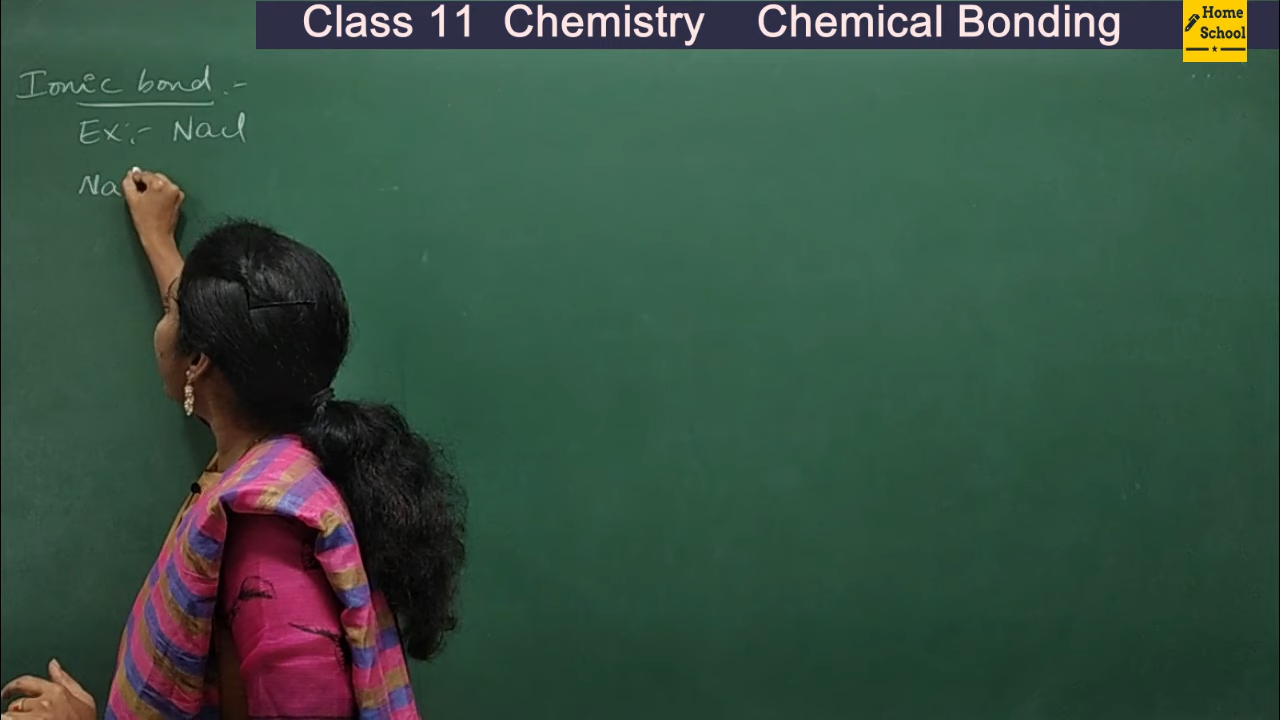 Class 11 Chemistry Chemical Bonding
Home
School
Ionic bond :-
Ex:- NaCl
Na